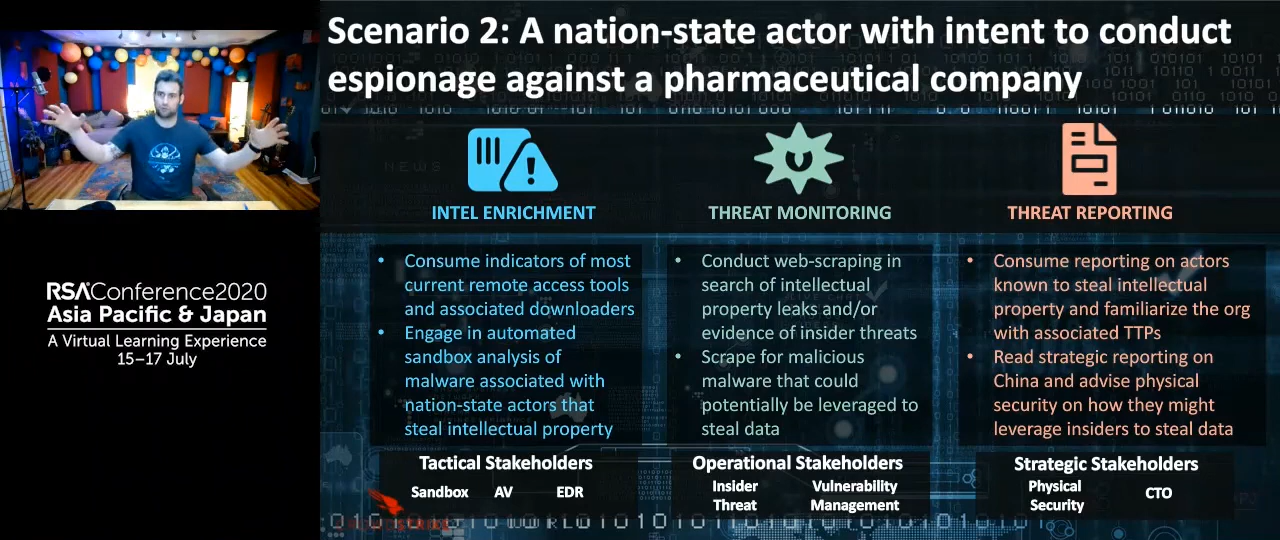 Scenario 2: A nation-state actor with intent to conduct
espionage against a pharmaceutical company
NEWS
INTEL ENRICHMENT
THREAT MONITORING
THREAT REPORTING
• Consume indicators of most
current remote access tools
and associated downloaders
• Engage in automated
sandbox analysis of
malware associated with
nation-state actors that
steal intellectual property
• Conduct web-scraping in
search of intellectual
property leaks and/or
evidence of insider threats
• Scrape for malicious
malware that could
potentially be leveraged to
steal data
• Consume reporting on actors
known to steal intellectual
property and familiarize the org
with associated TTPs
• Read strategic reporting on
China and advise physical
security on how they might
leverage insiders to steal data
Tactical Stakeholders
Sandbox AV EDR
Operational Stakeholders
Insider
Threat
Vulnerability
Management
Strategic Stakeholders
Physical
Security
CTO
WORLD
RSAConference2020
Asia Pacific & Japan
A Virtual Learning Experience
15–17 July